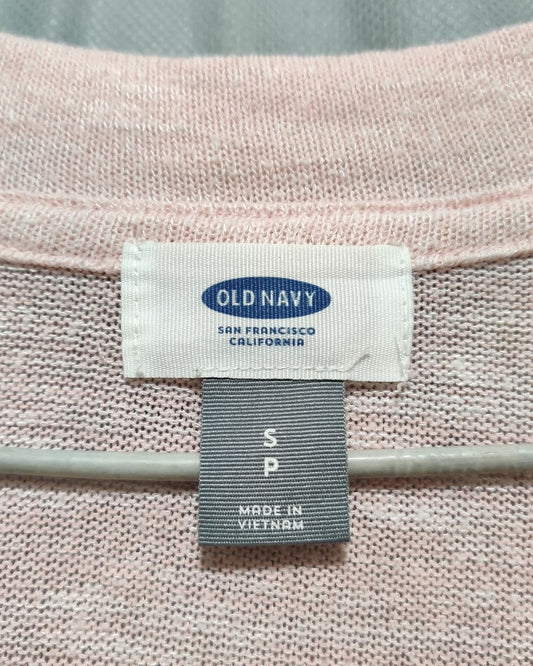 OLD NAVY
SAN FRANCISCO
CALIFORNIA
S
P
MADE IN
VIETNAM